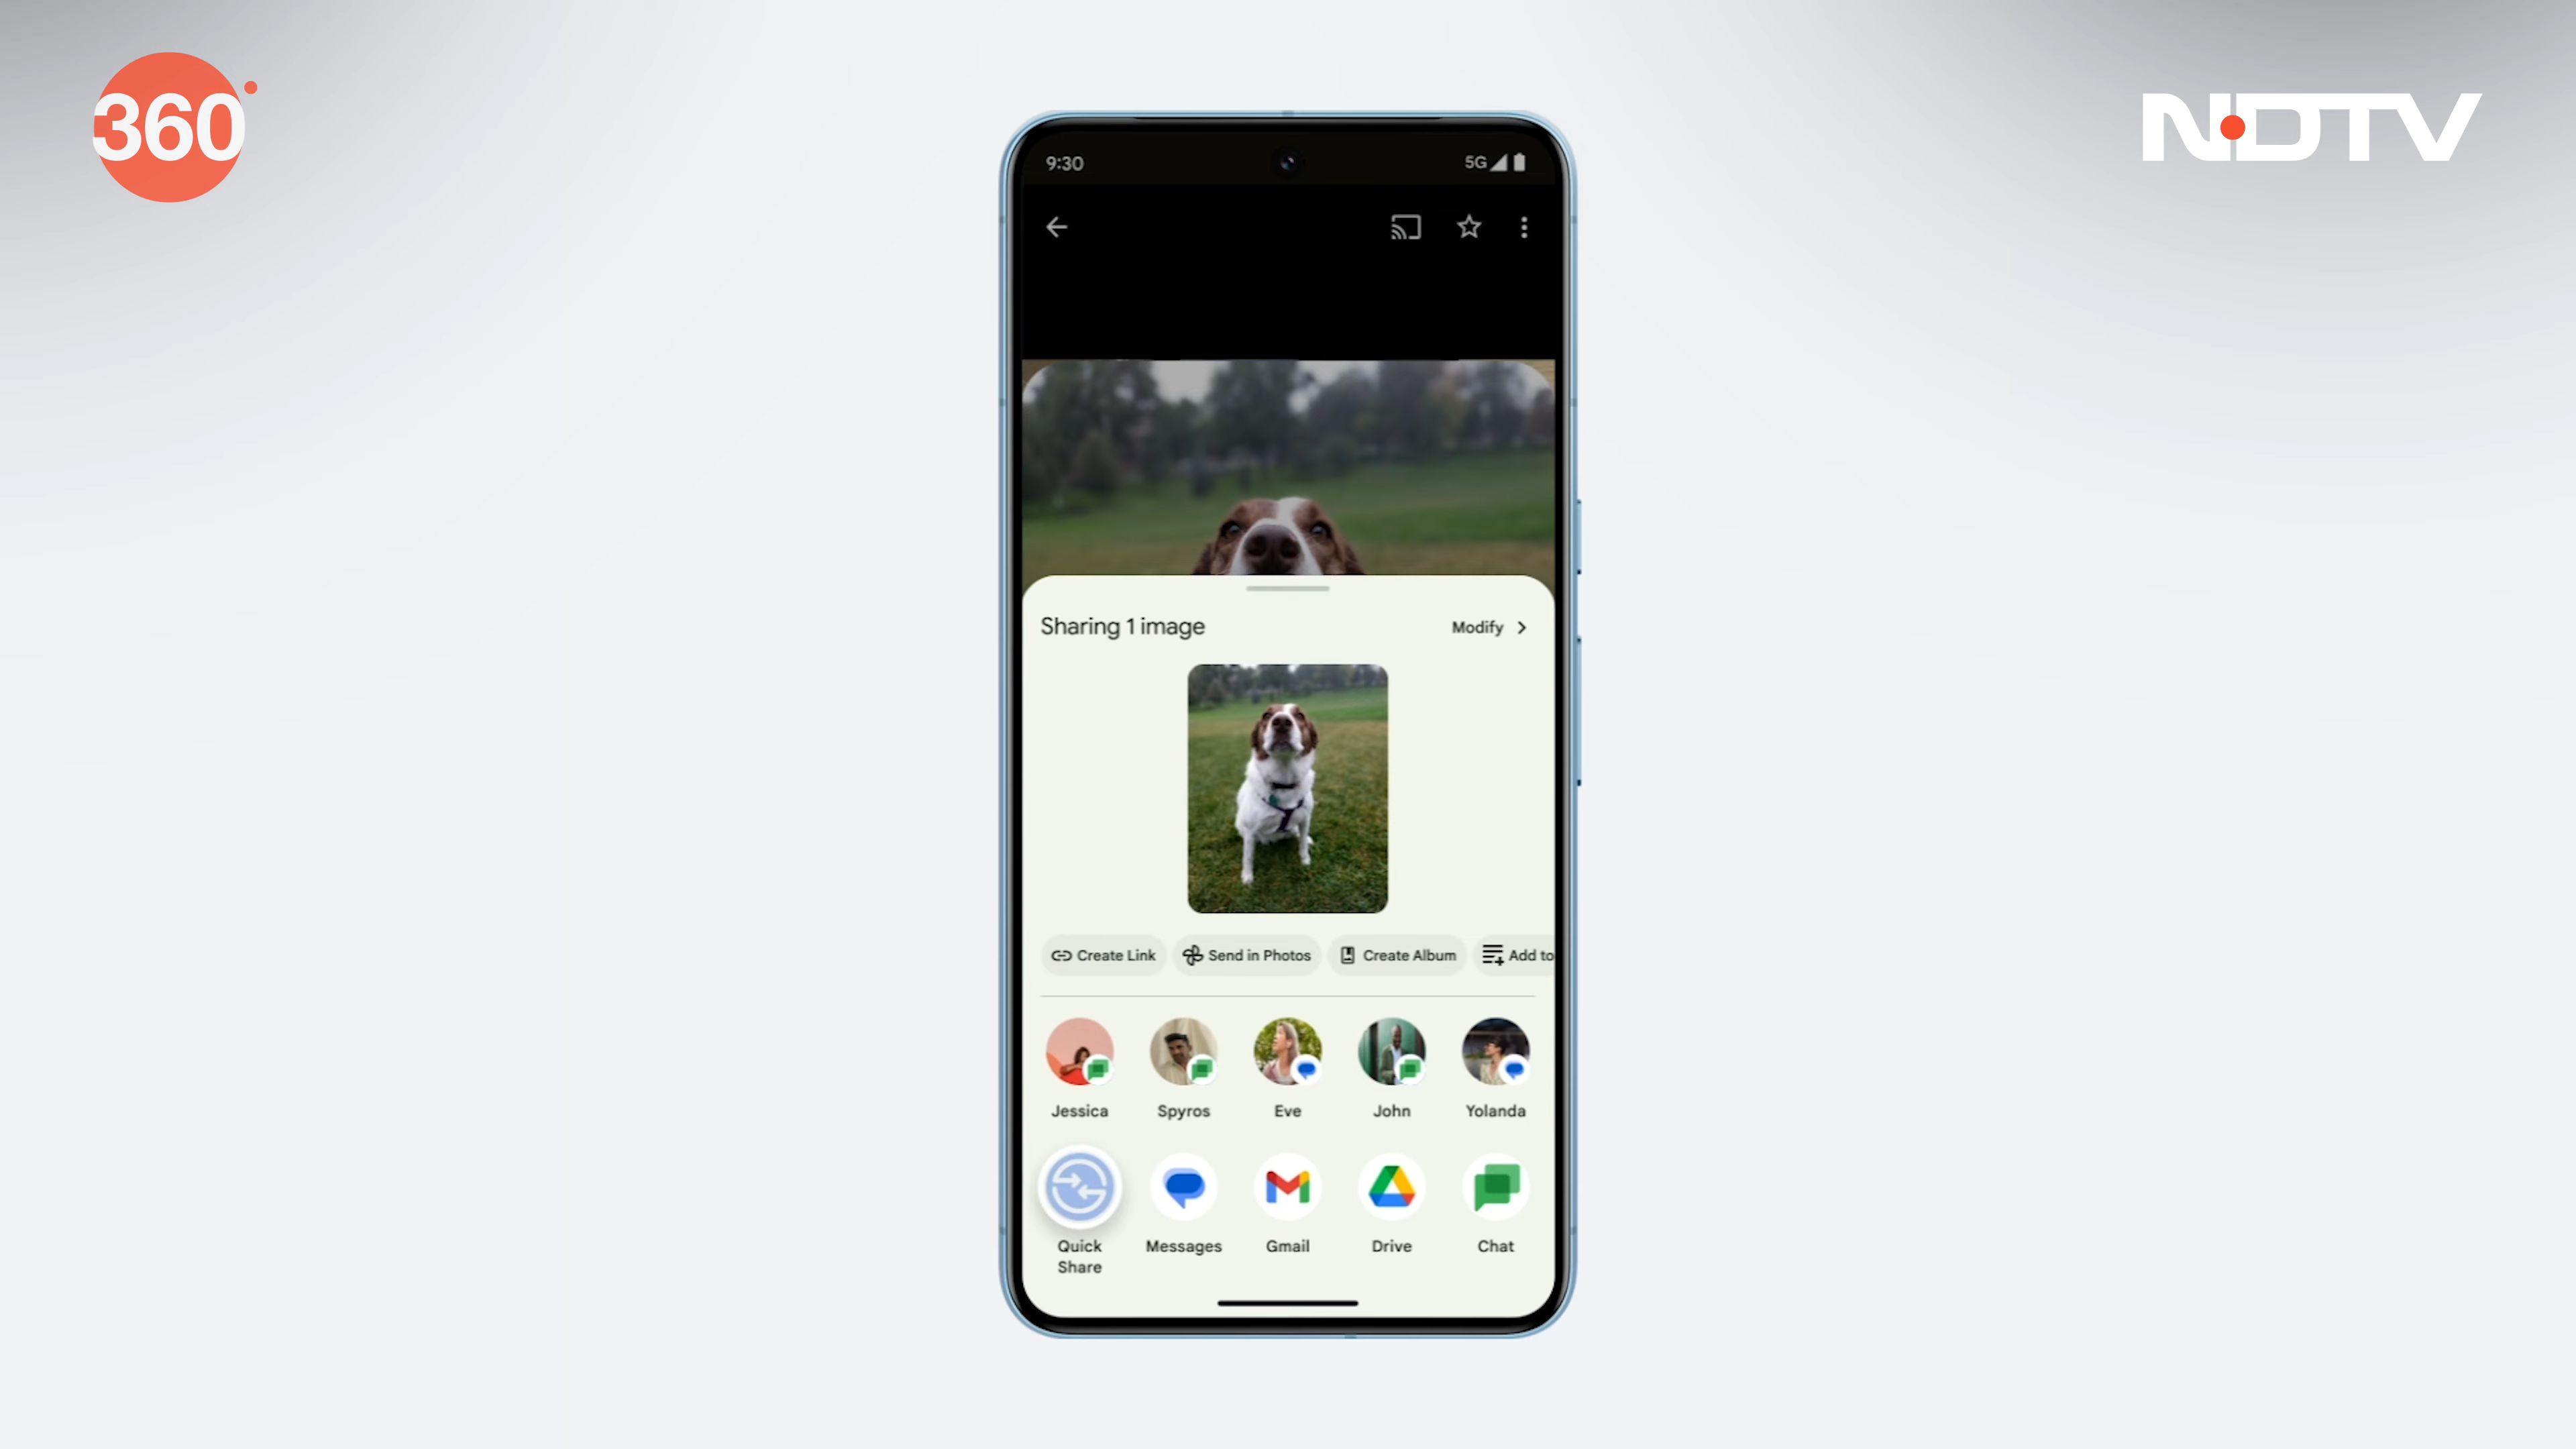 360°
NDTV
9:30
5G
Sharing 1 image
Modify
Create Link
Send in Photos
Create Album
Add to
Jessica
Spyros
Eve
John
Yolanda
Quick
Share
Messages
Gmail
Drive
Chat